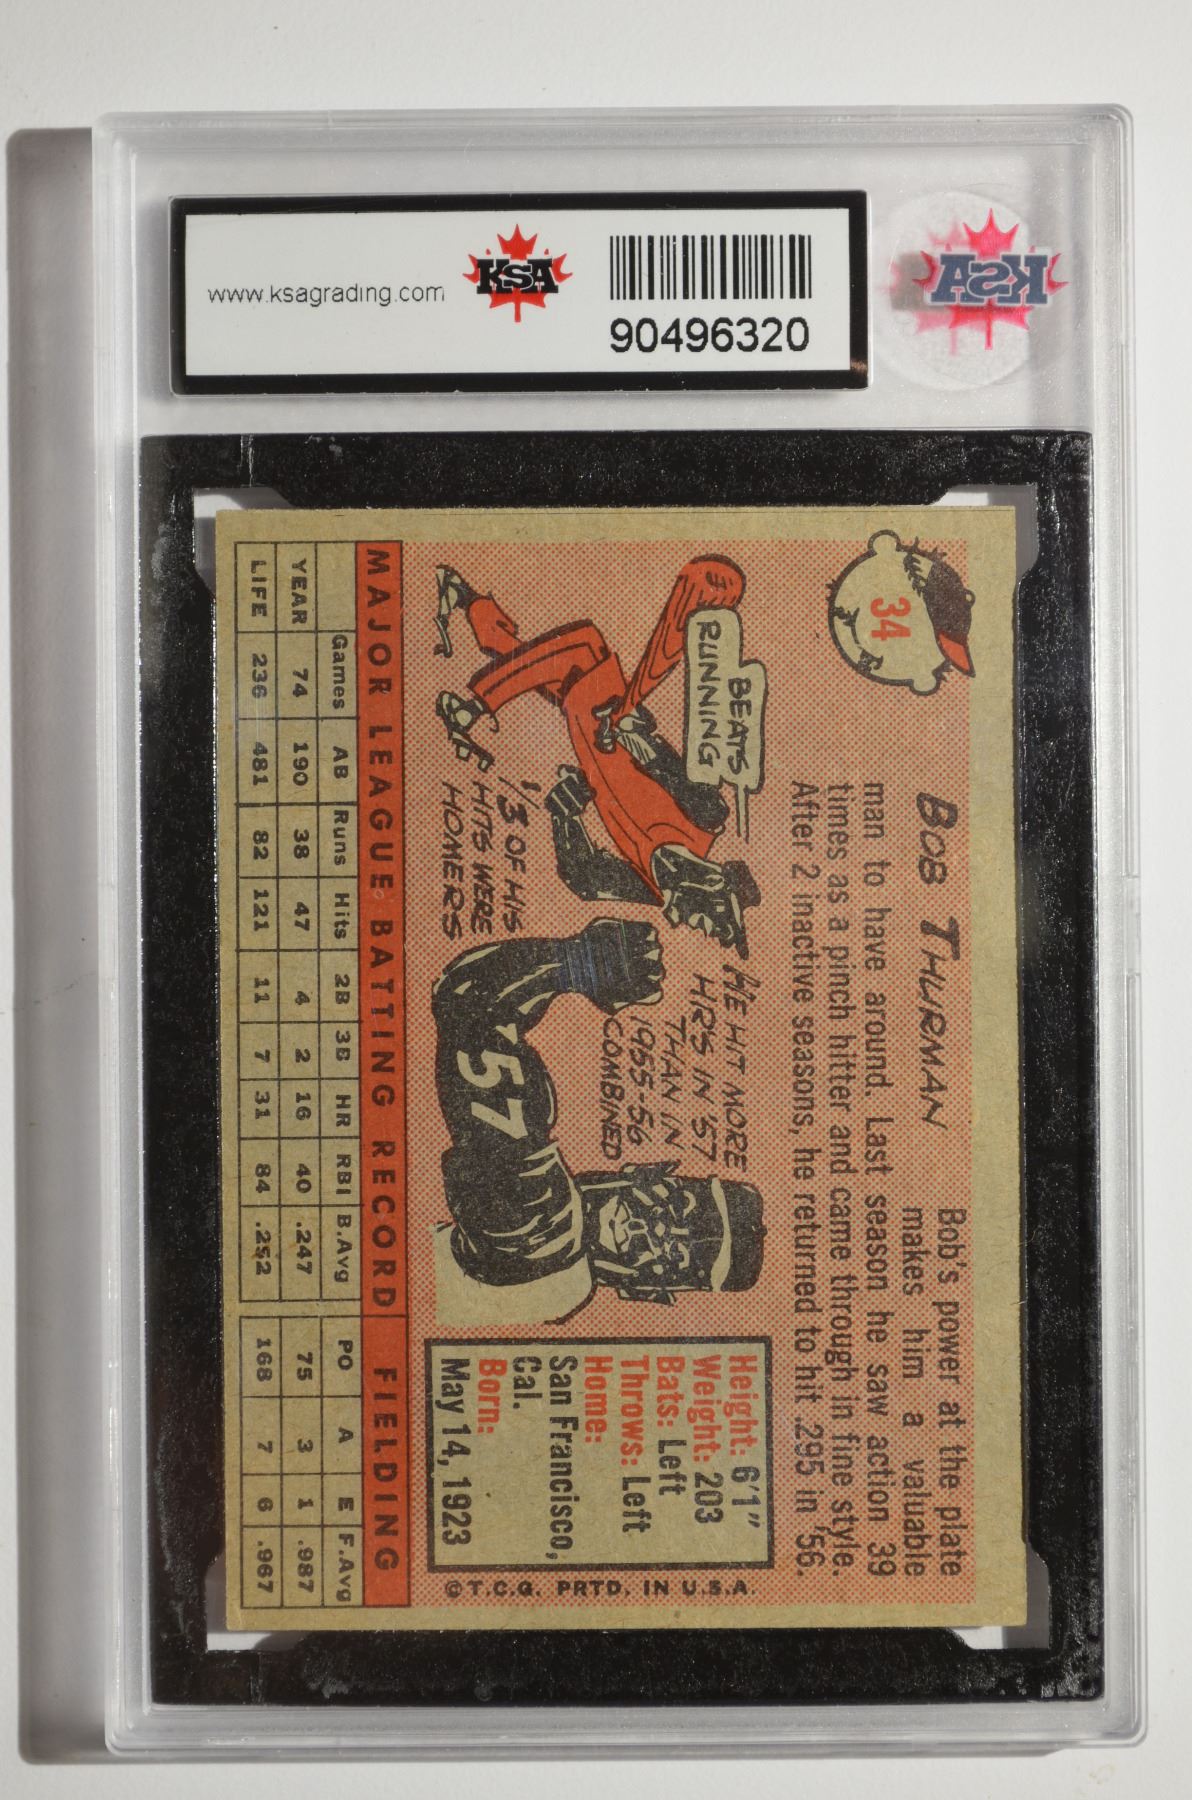 www.ksagrading.com
KSA
90496320
KSA
34
BOB THURMAN
Bob's power at the plate
makes him a valuable
man to have around. Last season he saw action 39
times as a pinch hitter and came through in fine style.
After 2 inactive seasons, he returned to hit .295 in '56.
BEATS
RUNNING
1/3 OF HIS
HITS WERE
HOMERS
HE HIT MORE
HRS IN '57
THAN IN
1955-56
COMBINED
'57
Height: 6'1"
Weight: 203
Bats: Left
Throws: Left
Home:
San Francisco,
Cal.
Born:
May 14, 1923
©T.C.G. PRTD. IN U.S.A.
MAJOR LEAGUE BATTING RECORD FIELDING
Games AB Runs Hits 2B 3B HR RBI B.Avg PO A E F.Avg
YEAR 74 190 38 47 4 2 16 40 .247 75 3 1 .987
LIFE 236 481 82 121 11 7 31 84 .252 168 7 6 .967